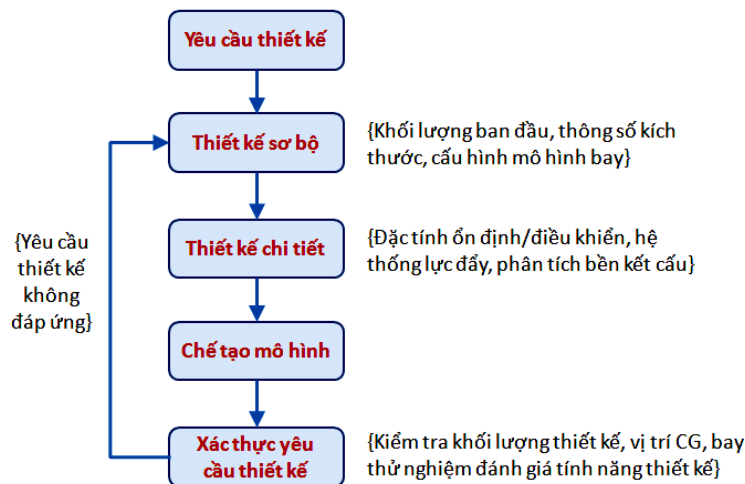 Yêu cầu thiết kế
Thiết kế sơ bộ
{Khối lượng ban đầu, thông số kích
thước, cấu hình mô hình bay}
{Yêu cầu
thiết kế
không
đáp ứng}
Thiết kế chi tiết
{Đặc tính ổn định/điều khiển, hệ
thống lực đẩy, phân tích bền kết cấu}
Chế tạo mô hình
Xác thực yêu
cầu thiết kế
{Kiểm tra khối lượng thiết kế, vị trí CG, bay
thử nghiệm đánh giá tính năng thiết kế}